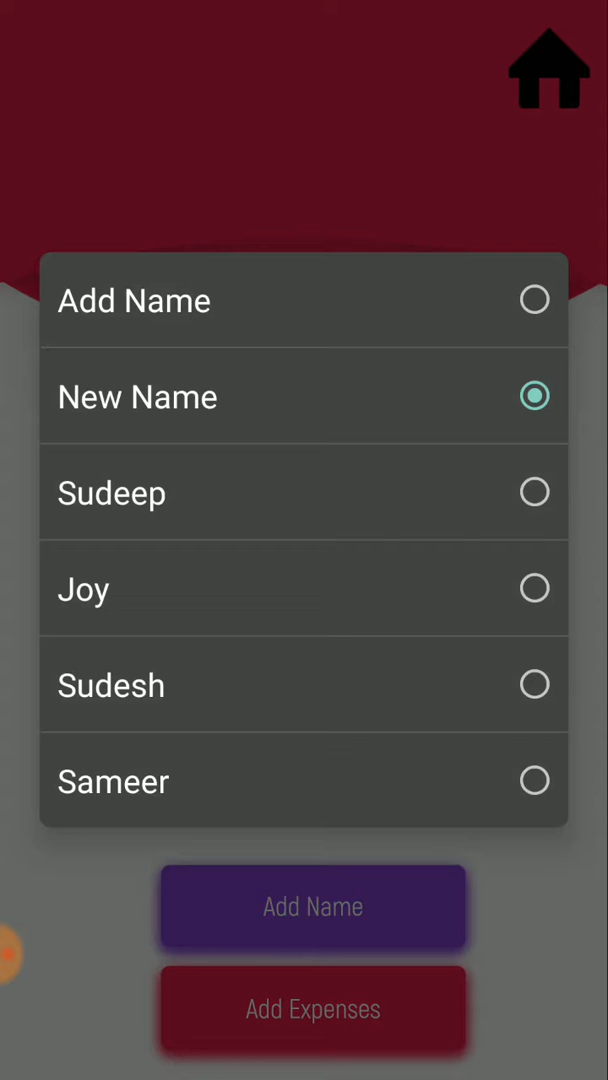 Add Name
New Name
Sudeep
Joy
Sudesh
Sameer
Add Name
Add Expenses